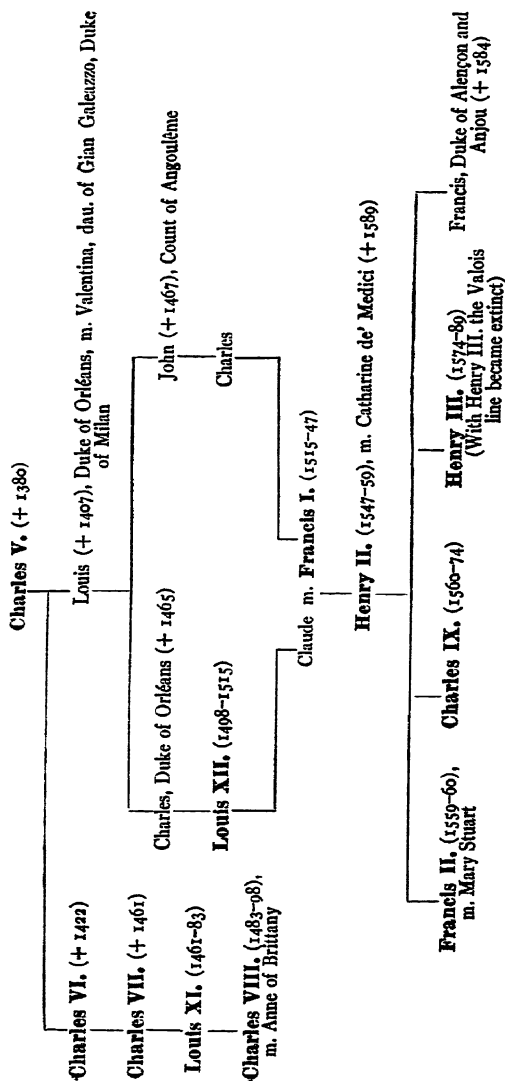 Charles V. (+ 1380)
Charles VI. (+ 1422)
Louis (+ 1407), Duke of Orléans, m. Valentina, dau. of Gian Galeazzo, Duke
of Milan
Charles VII. (+ 1461)
Charles, Duke of Orléans (+ 1465)
John (+ 1467), Count of Angoulême
Louis XI. (1461-83)
Louis XII. (1498-1515)
Charles
Charles VIII. (1483-98),
m. Anne of Brittany
Claude m. Francis I. (1515-47)
Henry II. (1547-59), m. Catharine de' Medici (+ 1589)
Francis II. (1559-60),
m. Mary Stuart
Charles IX. (1560-74)
Henry III. (1574-89)
(With Henry III. the Valois
line became extinct)
Francis, Duke of Alençon and
Anjou (+ 1584)